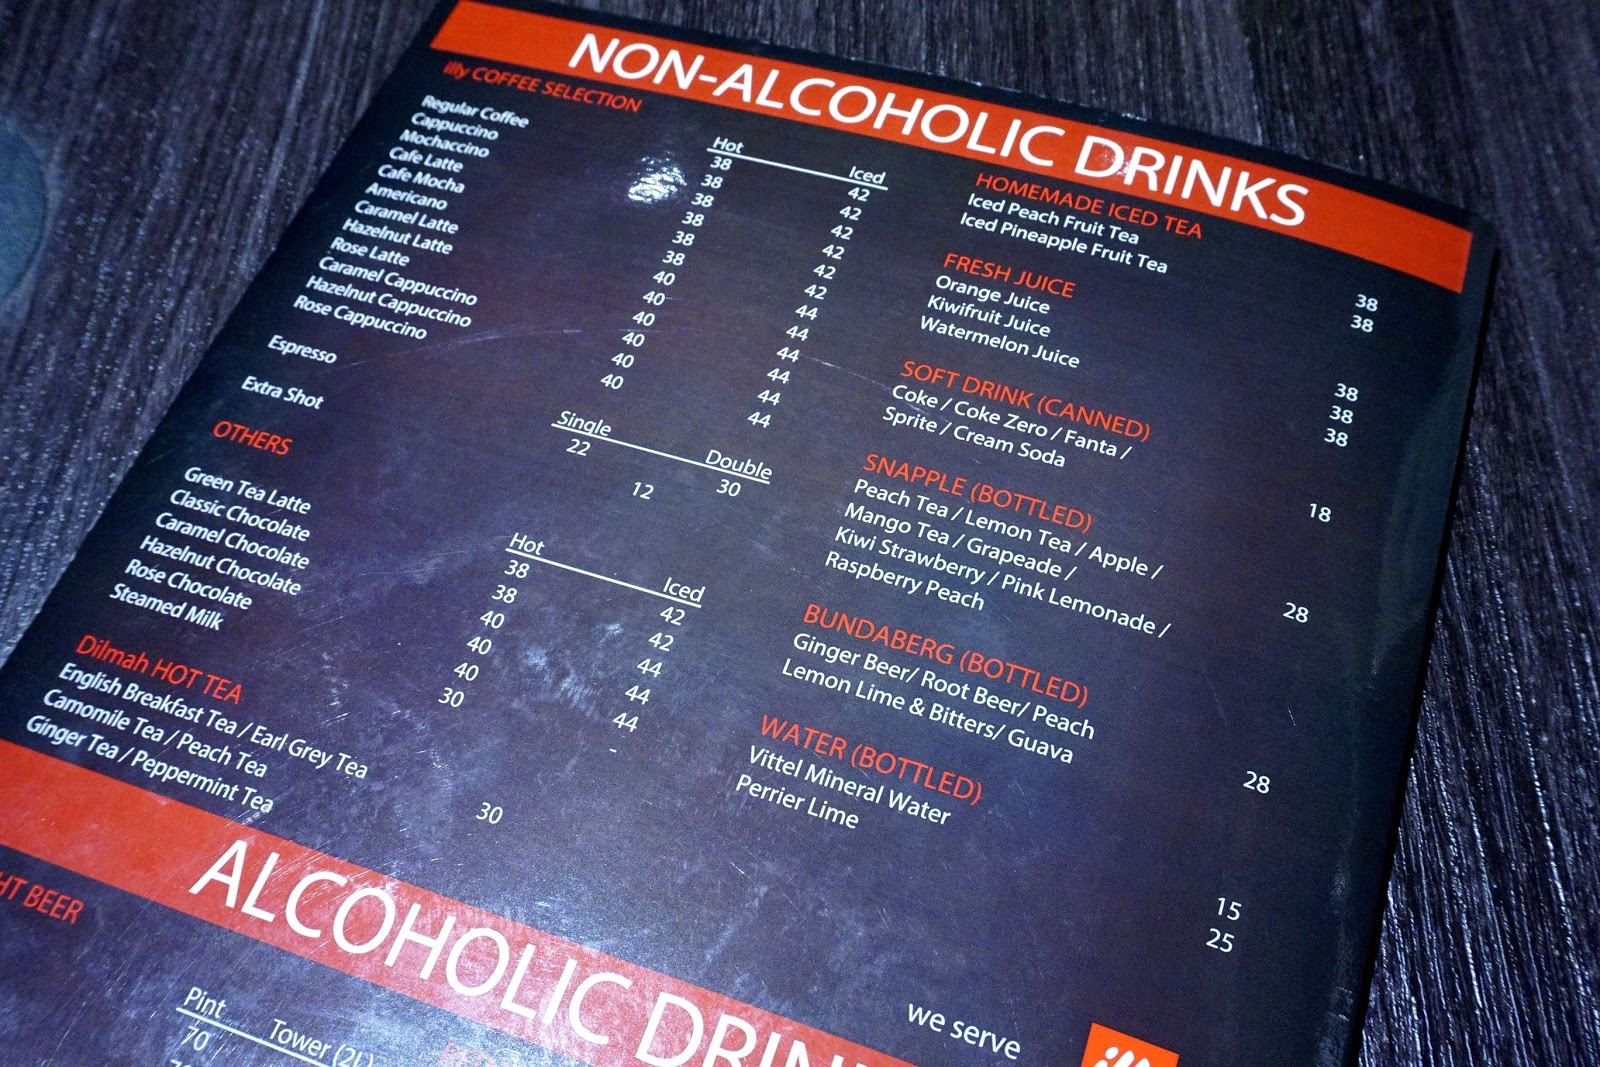 NON-ALCOHOLIC DRINKS
illy COFFEE SELECTION
Hot Iced
Regular Coffee 38 42
Cappuccino 38 42
Mochaccino 38 42
Cafe Latte 38 42
Cafe Mocha 38 42
Americano 38 42
Caramel Latte 40 44
Hazelnut Latte 40 44
Rose Latte 40 44
Caramel Cappuccino 40 44
Hazelnut Cappuccino 40 44
Rose Cappuccino 40 44
Single Double
Espresso 22 30
Extra Shot 12
OTHERS
Hot Iced
Green Tea Latte 38 42
Classic Chocolate 38 42
Caramel Chocolate 40 44
Hazelnut Chocolate 40 44
Rose Chocolate 40 44
Steamed Milk 30 -
Dilmah HOT TEA
English Breakfast Tea / Earl Grey Tea
Camomile Tea / Peach Tea
Ginger Tea / Peppermint Tea 30
HOMEMADE ICED TEA
Iced Peach Fruit Tea 38
Iced Pineapple Fruit Tea 38
FRESH JUICE
Orange Juice 38
Kiwifruit Juice 38
Watermelon Juice 38
SOFT DRINK (CANNED)
Coke / Coke Zero / Fanta /
Sprite / Cream Soda 18
SNAPPLE (BOTTLED)
Peach Tea / Lemon Tea / Apple /
Mango Tea / Grapeade /
Kiwi Strawberry / Pink Lemonade /
Raspberry Peach 28
BUNDABERG (BOTTLED)
Ginger Beer/ Root Beer/ Peach
Lemon Lime & Bitters/ Guava 28
WATER (BOTTLED)
Vittel Mineral Water 15
Perrier Lime 25
we serve
illy
ALCOHOLIC DRIN
HT BEER
Pint Tower (2L)
70